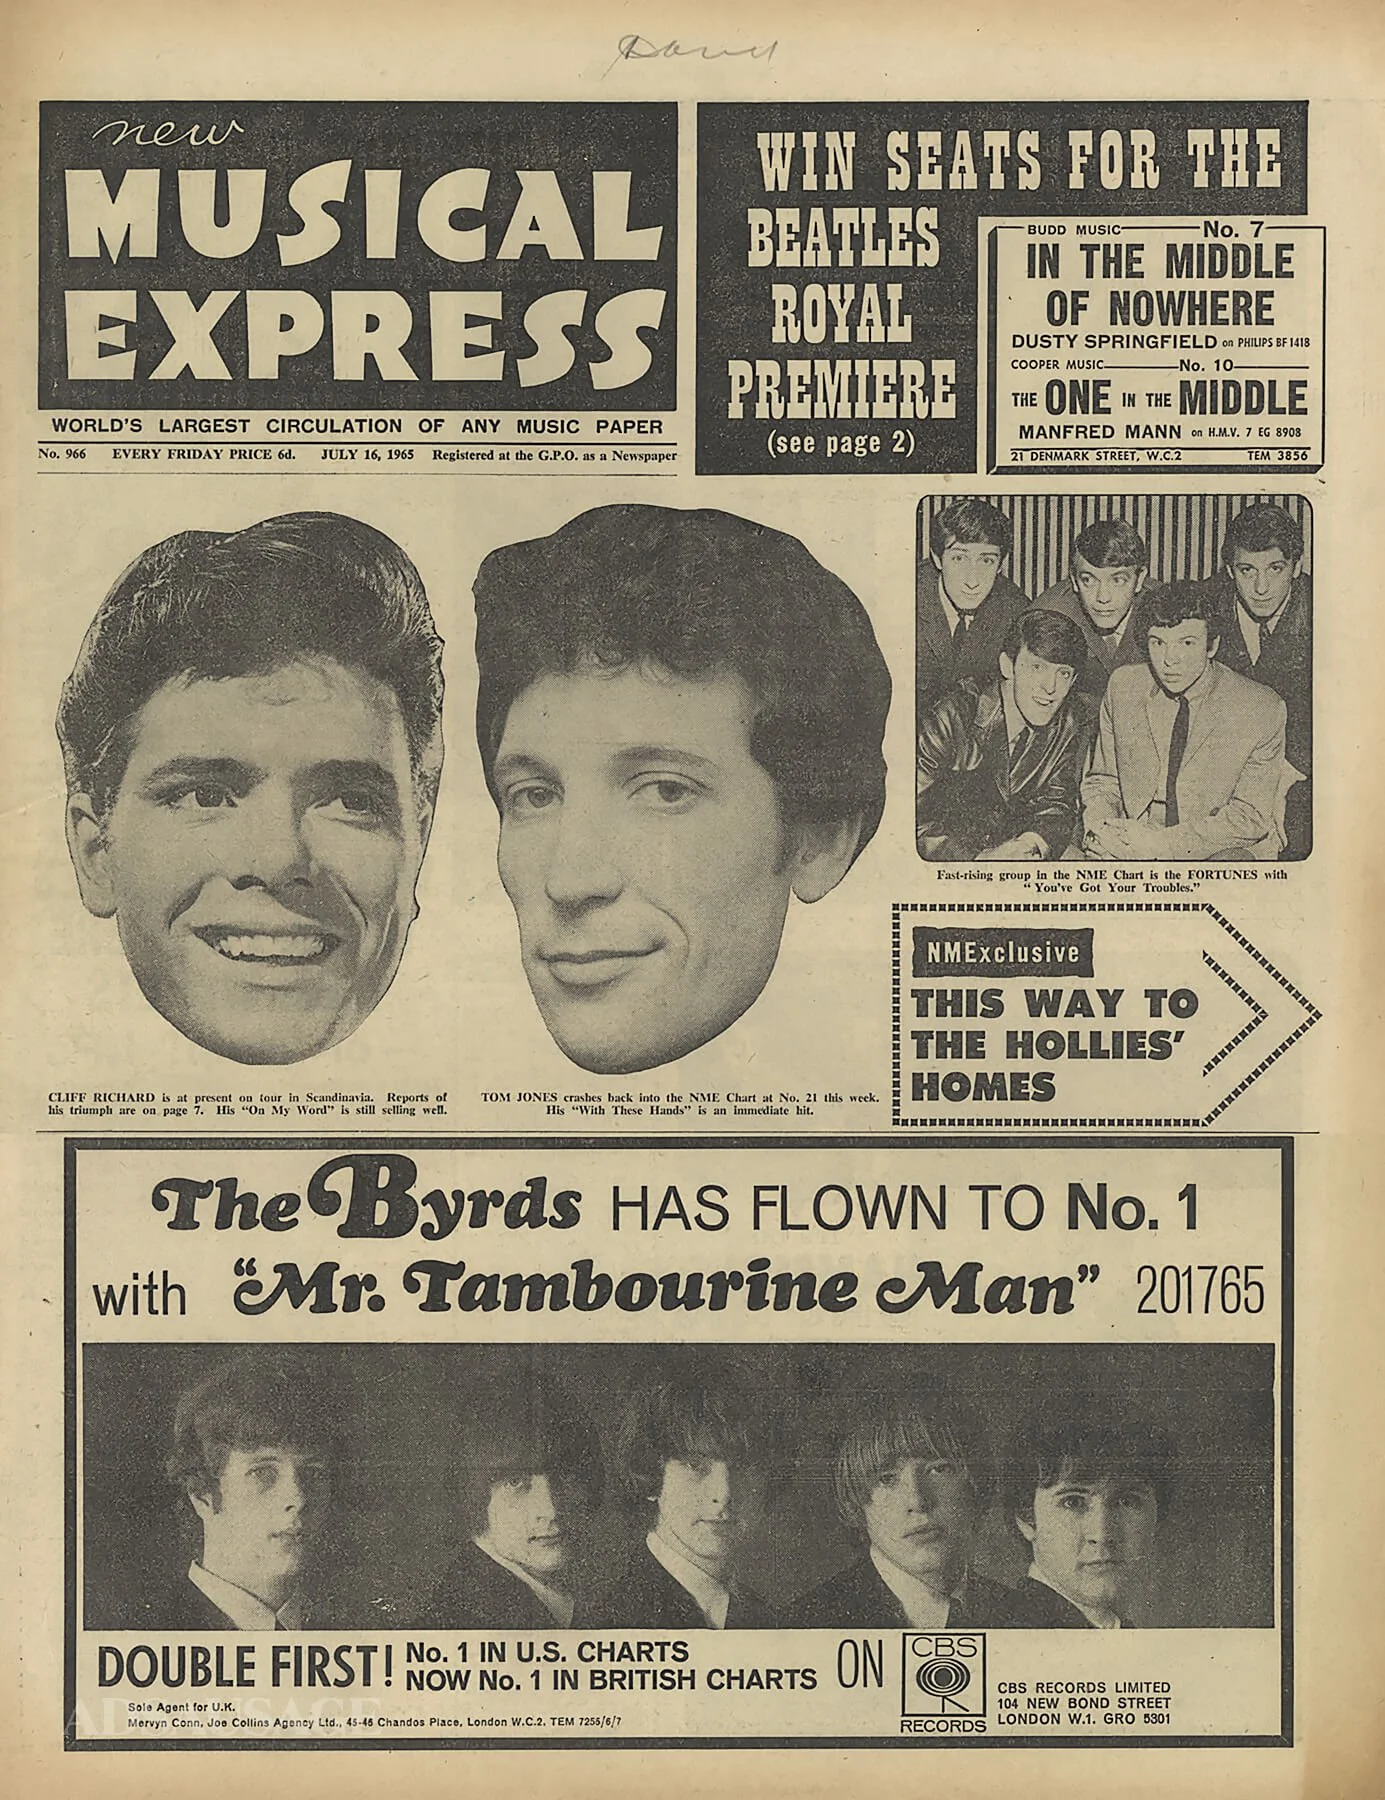 David
new
MUSICAL
EXPRESS
WORLD'S LARGEST CIRCULATION OF ANY MUSIC PAPER
No. 966 EVERY FRIDAY PRICE 6d. JULY 16, 1965 Registered at the G.P.O. as a Newspaper
WIN SEATS FOR THE
BEATLES
ROYAL
PREMIERE
(see page 2)
BUDD MUSIC No. 7
IN THE MIDDLE
OF NOWHERE
DUSTY SPRINGFIELD on PHILIPS BF 1418
COOPER MUSIC No. 10
THE ONE IN THE MIDDLE
MANFRED MANN on H.M.V. 7 EG 8908
21 DENMARK STREET, W.C.2 TEM 3856
Fast-rising group in the NME Chart is the FORTUNES with
"You've Got Your Troubles."
NMExclusive
THIS WAY TO
THE HOLLIES'
HOMES
CLIFF RICHARD is at present on tour in Scandinavia. Reports of
his triumph are on page 7. His "On My Word" is still selling well.
TOM JONES crashes back into the NME Chart at No. 21 this week.
His "With These Hands" is an immediate hit.
The Byrds HAS FLOWN TO No. 1
with "Mr. Tambourine Man" 201765
DOUBLE FIRST! No. 1 IN U.S. CHARTS
NOW No. 1 IN BRITISH CHARTS
ON
CBS
RECORDS
Sole Agent for U.K.
Mervyn Conn, Joe Collins Agency Ltd., 45-46 Chandos Place, London W.C.2. TEM 7255/6/7
CBS RECORDS LIMITED
104 NEW BOND STREET
LONDON W.1. GRO 5301